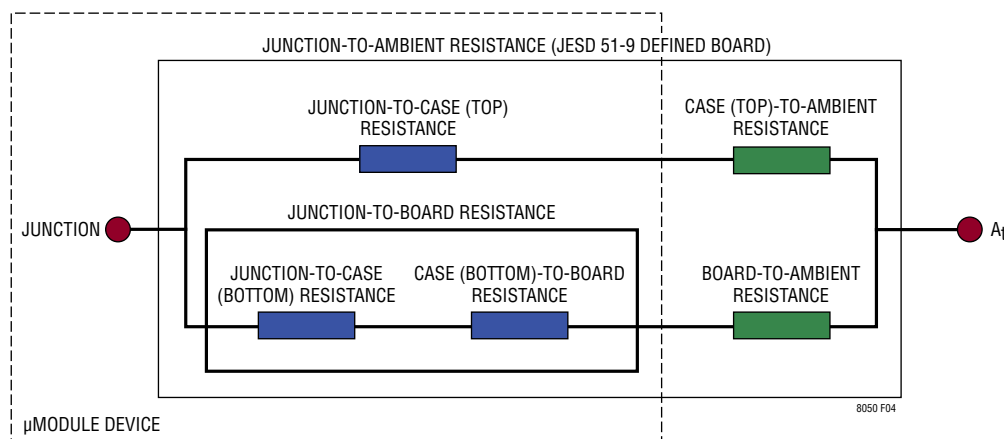 JUNCTION-TO-AMBIENT RESISTANCE (JESD 51-9 DEFINED BOARD)
JUNCTION-TO-CASE (TOP)
RESISTANCE
CASE (TOP)-TO-AMBIENT
RESISTANCE
JUNCTION-TO-BOARD RESISTANCE
JUNCTION
At
JUNCTION-TO-CASE
(BOTTOM) RESISTANCE
CASE (BOTTOM)-TO-BOARD
RESISTANCE
BOARD-TO-AMBIENT
RESISTANCE
8050 F04
µMODULE DEVICE